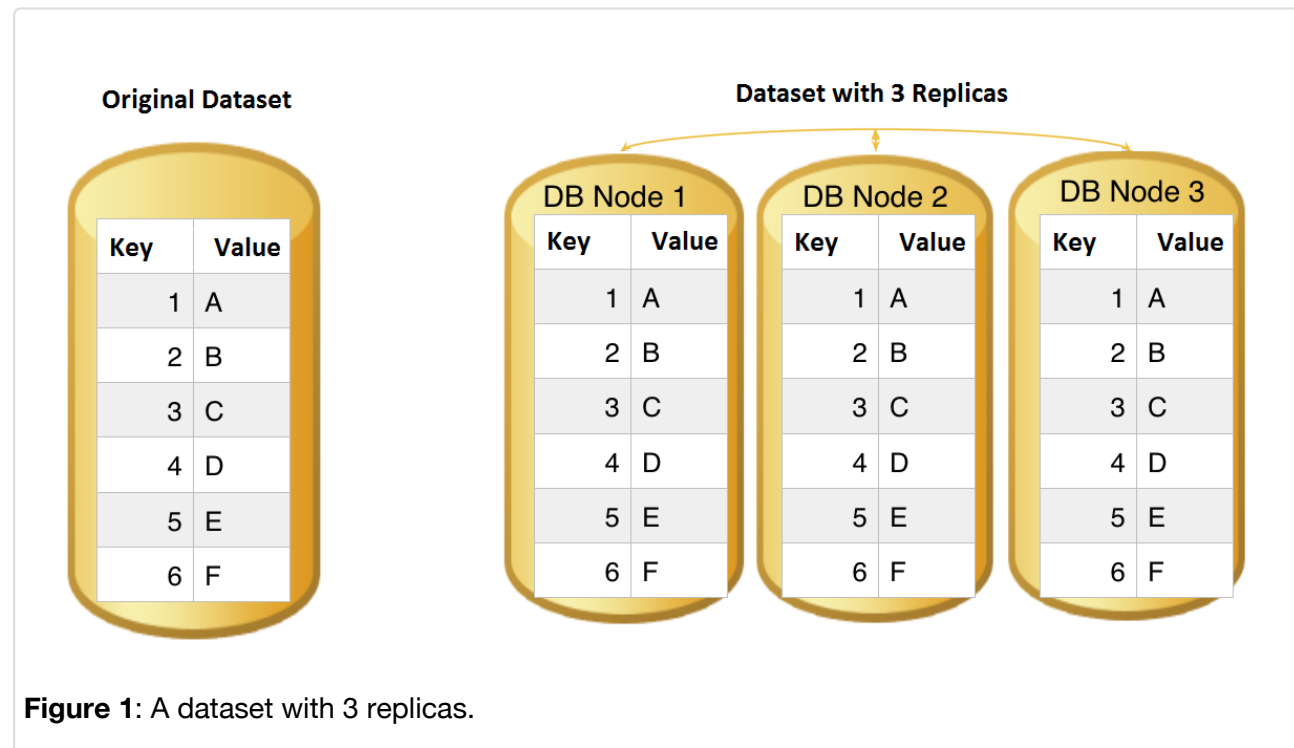 Original Dataset
Key Value
1 A
2 B
3 C
4 D
5 E
6 F
Dataset with 3 Replicas
DB Node 1
Key Value
1 A
2 B
3 C
4 D
5 E
6 F
DB Node 2
Key Value
1 A
2 B
3 C
4 D
5 E
6 F
DB Node 3
Key Value
1 A
2 B
3 C
4 D
5 E
6 F
Figure 1: A dataset with 3 replicas.